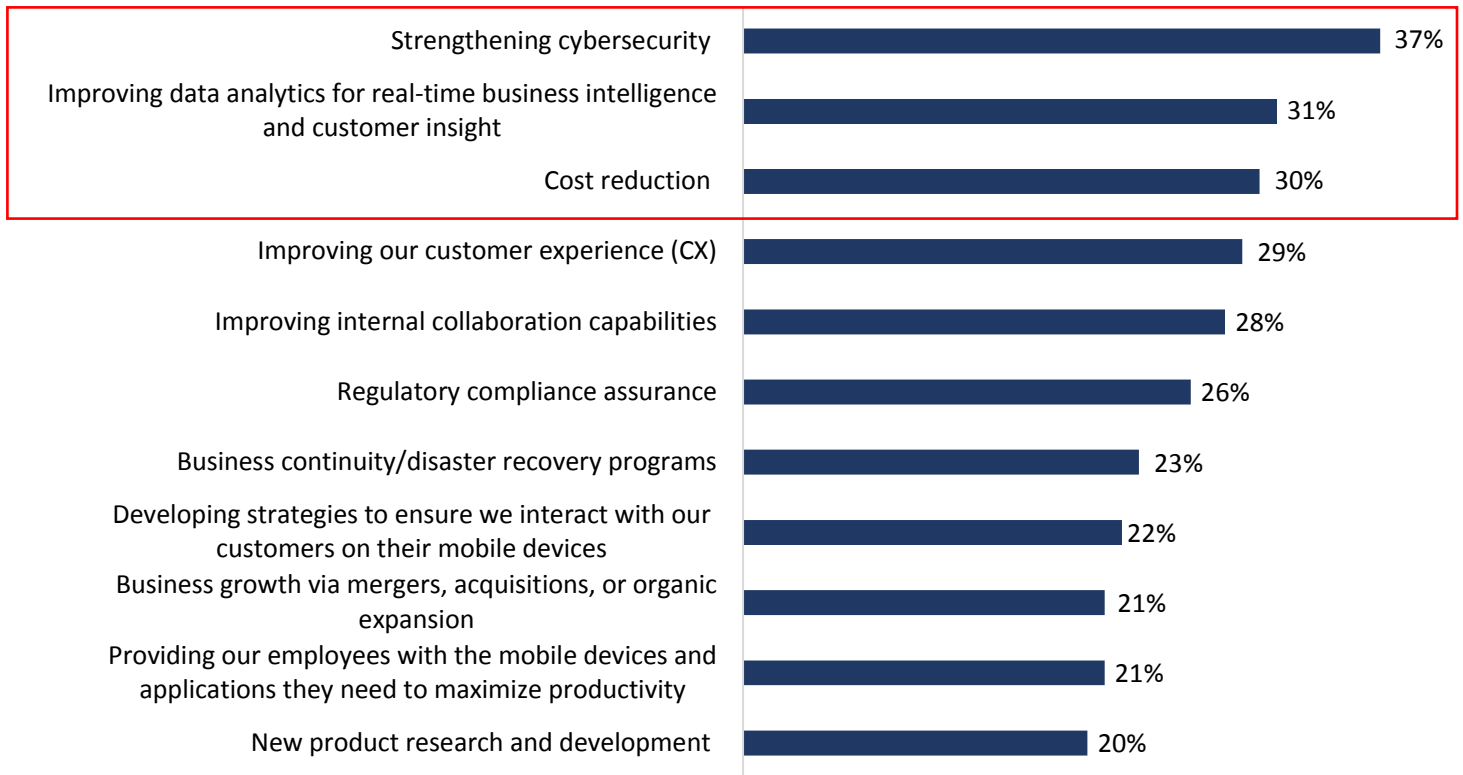 Strengthening cybersecurity 37%
Improving data analytics for real-time business intelligence
and customer insight 31%
Cost reduction 30%
Improving our customer experience (CX) 29%
Improving internal collaboration capabilities 28%
Regulatory compliance assurance 26%
Business continuity/disaster recovery programs 23%
Developing strategies to ensure we interact with our
customers on their mobile devices 22%
Business growth via mergers, acquisitions, or organic
expansion 21%
Providing our employees with the mobile devices and
applications they need to maximize productivity 21%
New product research and development 20%